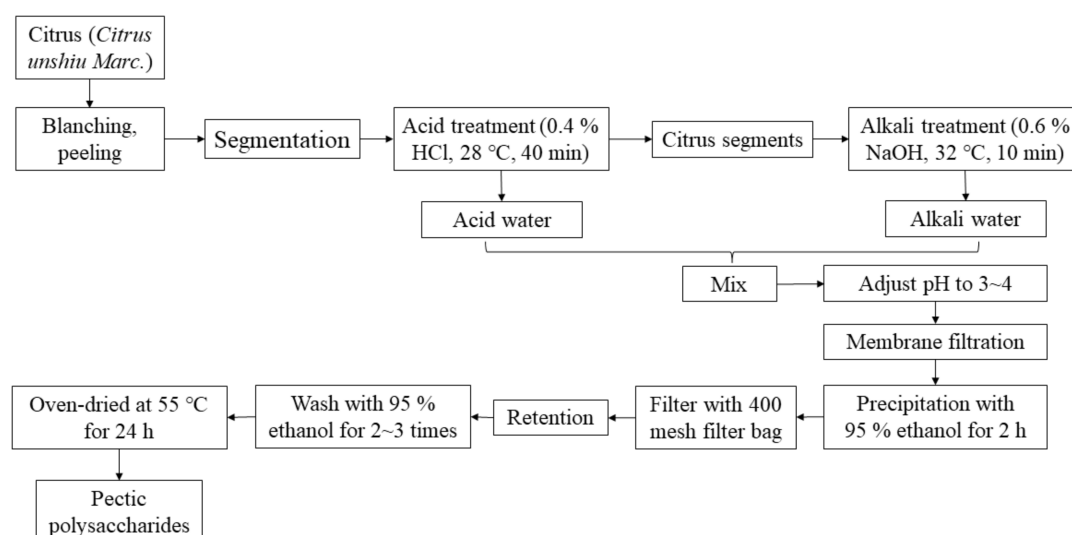 Citrus (Citrus
unshiu Marc.)
Blanching,
peeling
Segmentation
Acid treatment (0.4 %
HCl, 28 ℃, 40 min)
Citrus segments
Alkali treatment (0.6 %
NaOH, 32 ℃, 10 min)
Acid water
Alkali water
Mix
Adjust pH to 3~4
Membrane filtration
Precipitation with
95 % ethanol for 2 h
Filter with 400
mesh filter bag
Retention
Wash with 95 %
ethanol for 2~3 times
Oven-dried at 55 ℃
for 24 h
Pectic
polysaccharides